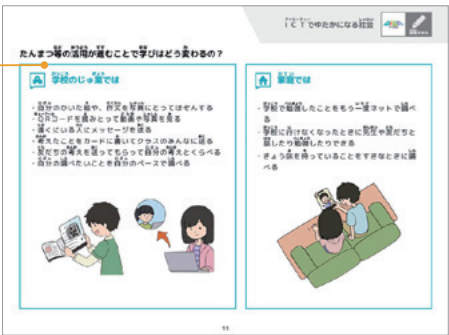 ICTでゆたかになる社会
たんまつ等の活用が進むことで学びはどう変わるの?
学校のじゅ業では
・自分のかいた絵や、作文を写真にとってほぞんする
・QRコードを読みとって動画や写真を見る
・遠くにいる人にメッセージを送る
・考えたことをカードに書いてクラスのみんなに送る
・友だちの考えを送ってもらって自分の考えとくらべる
・自分の調べたいことを自分のペースで調べる
家庭では
・学校で勉強したことをもう一度ネットで調べ
る
・学校に行けなくなったときに先生や友だちと
話したり勉強したりできる
・きょう味を持っていることをすきなときに調
べる
11